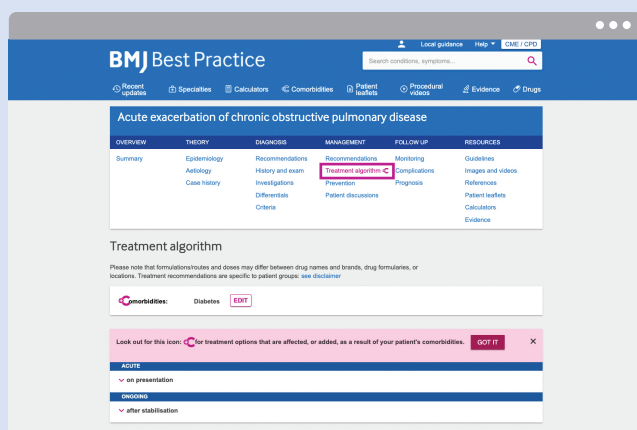 Local guidance Help CME / CPD
BMJ Best Practice
Search conditions, symptoms...
Recent updates Specialties Calculators Comorbidities Patient leaflets Procedural videos Evidence Drugs
Acute exacerbation of chronic obstructive pulmonary disease
OVERVIEW THEORY DIAGNOSIS MANAGEMENT FOLLOW UP RESOURCES
Summary Epidemiology Recommendations Recommendations Monitoring Guidelines
Aetiology History and exam Treatment algorithm Complications Images and videos
Case history Investigations Prevention Prognosis References
Differentials Patient discussions Patient leaflets
Criteria Calculators
Evidence
Treatment algorithm
Please note that formulations/routes and doses may differ between drug names and brands, drug formularies, or
locations. Treatment recommendations are specific to patient groups: see disclaimer
Comorbidities: Diabetes EDIT
Look out for this icon: C for treatment options that are affected, or added, as a result of your patient's comorbidities. GOT IT ×
ACUTE
on presentation
ONGOING
after stabilisation